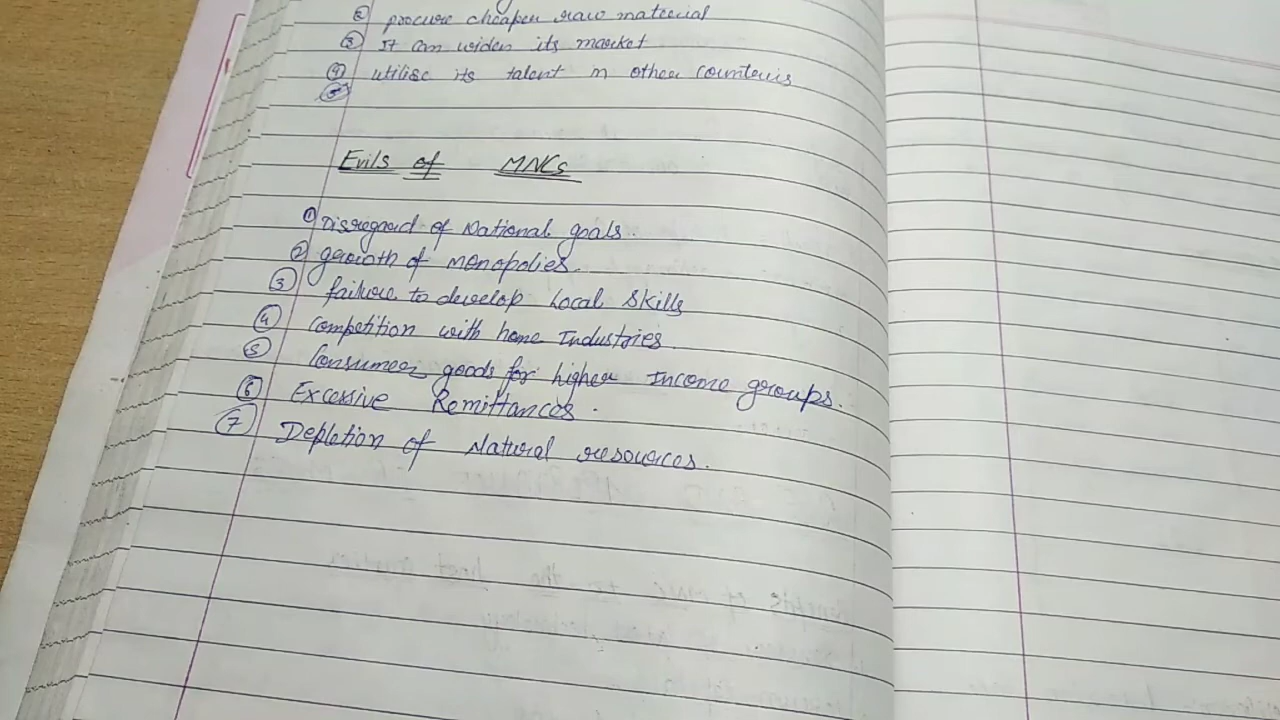 ② procure cheaper raw material
③ It can widen its market
④ utilise its talent in other counteris
⑤
Evils of MNCs
① Disregard of National goals.
② growth of monopolies.
③ failure to develop Local Skills
④ Competition with home Industries.
⑤ Consumer goods for higher Income groups.
⑥ Excessive Remittances.
⑦ Depletion of Natural resources.